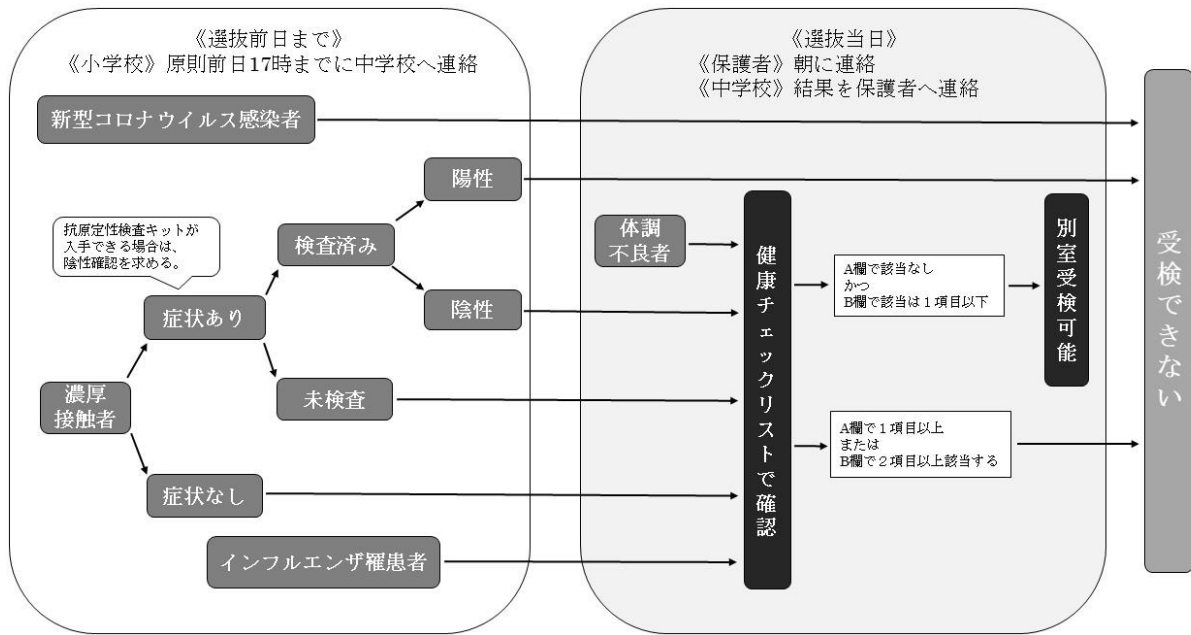 《選抜前日まで》
《小学校》原則前日17時までに中学校へ連絡
新型コロナウイルス感染者
陽性
抗原定性検査キットが
入手できる場合は、
陰性確認を求める。
検査済み
症状あり
陰性
濃厚
接触者
未検査
症状なし
インフルエンザ罹患者
《選抜当日》
《保護者》朝に連絡
《中学校》結果を保護者へ連絡
体調
不良者
健康チェックリストで確認
A欄で該当なし
かつ
B欄で該当は１項目以下
別室受検可能
A欄で１項目以上
または
B欄で２項目以上該当する
受検できない